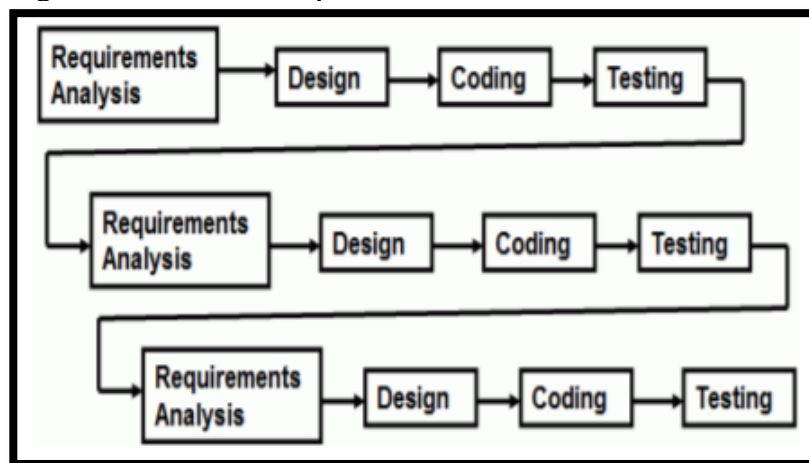 Requirements
Analysis
Design
Coding
Testing
Requirements
Analysis
Design
Coding
Testing
Requirements
Analysis
Design
Coding
Testing